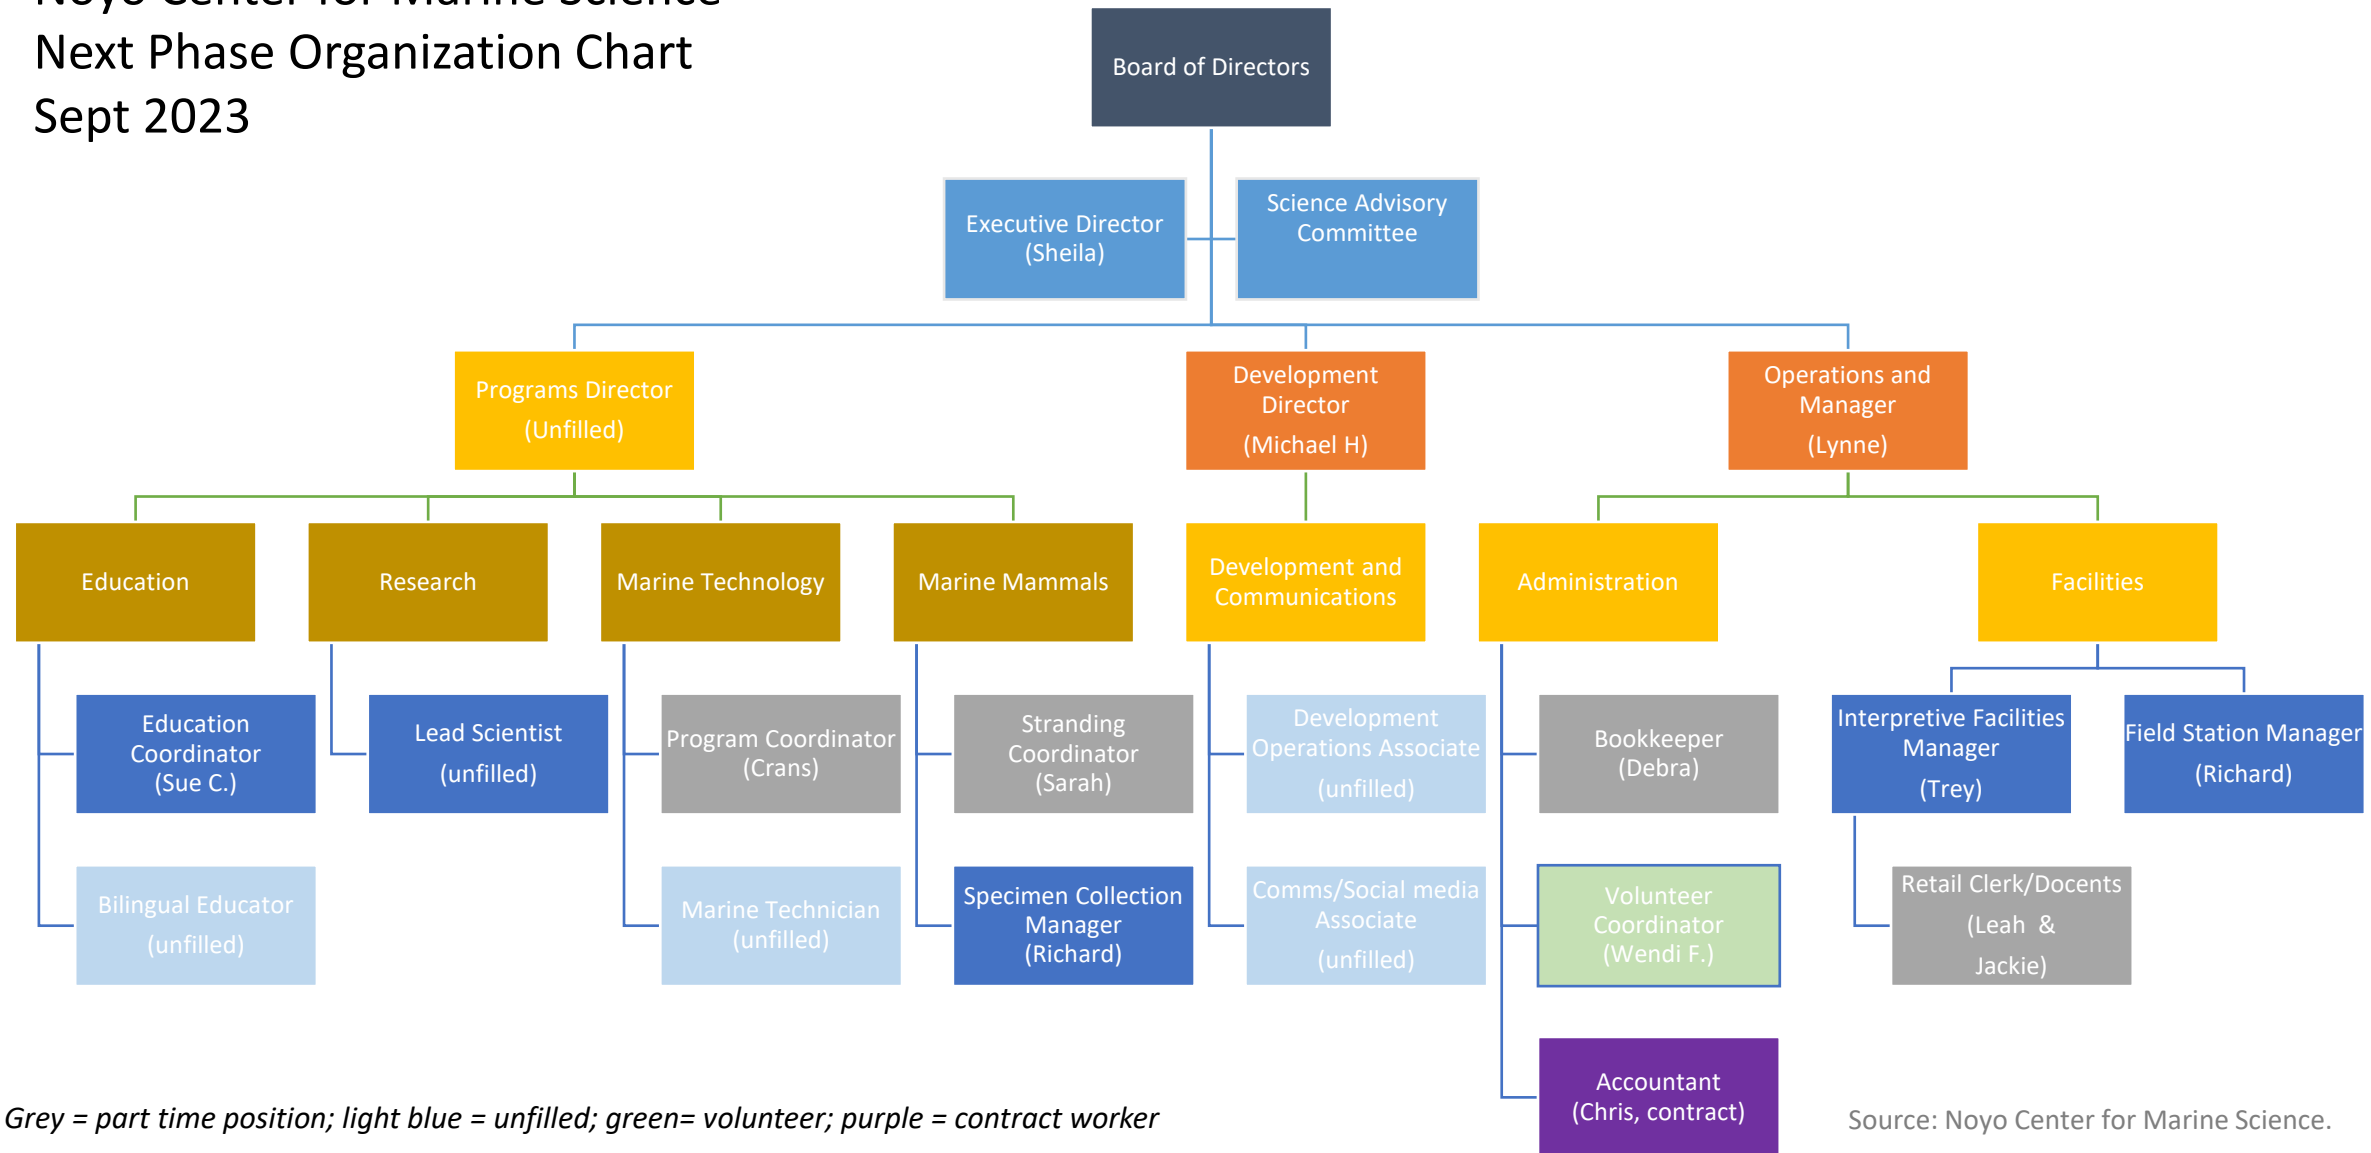 Noyo Center for Marine Science
Next Phase Organization Chart
Sept 2023
Board of Directors
Executive Director
(Sheila)
Science Advisory
Committee
Programs Director
(Unfilled)
Development
Director
(Michael H)
Operations and
Manager
(Lynne)
Education
Research
Marine Technology
Marine Mammals
Development and
Communications
Administration
Facilities
Education
Coordinator
(Sue C.)
Lead Scientist
(unfilled)
Program Coordinator
(Crans)
Stranding
Coordinator
(Sarah)
Development
Operations Associate
(unfilled)
Bookkeeper
(Debra)
Interpretive Facilities
Manager
(Trey)
Field Station Manager
(Richard)
Bilingual Educator
(unfilled)
Marine Technician
(unfilled)
Specimen Collection
Manager
(Richard)
Comms/Social media
Associate
(unfilled)
Volunteer
Coordinator
(Wendi F.)
Retail Clerk/Docents
(Leah &
Jackie)
Accountant
(Chris, contract)
Grey = part time position; light blue = unfilled; green= volunteer; purple = contract worker
Source: Noyo Center for Marine Science.